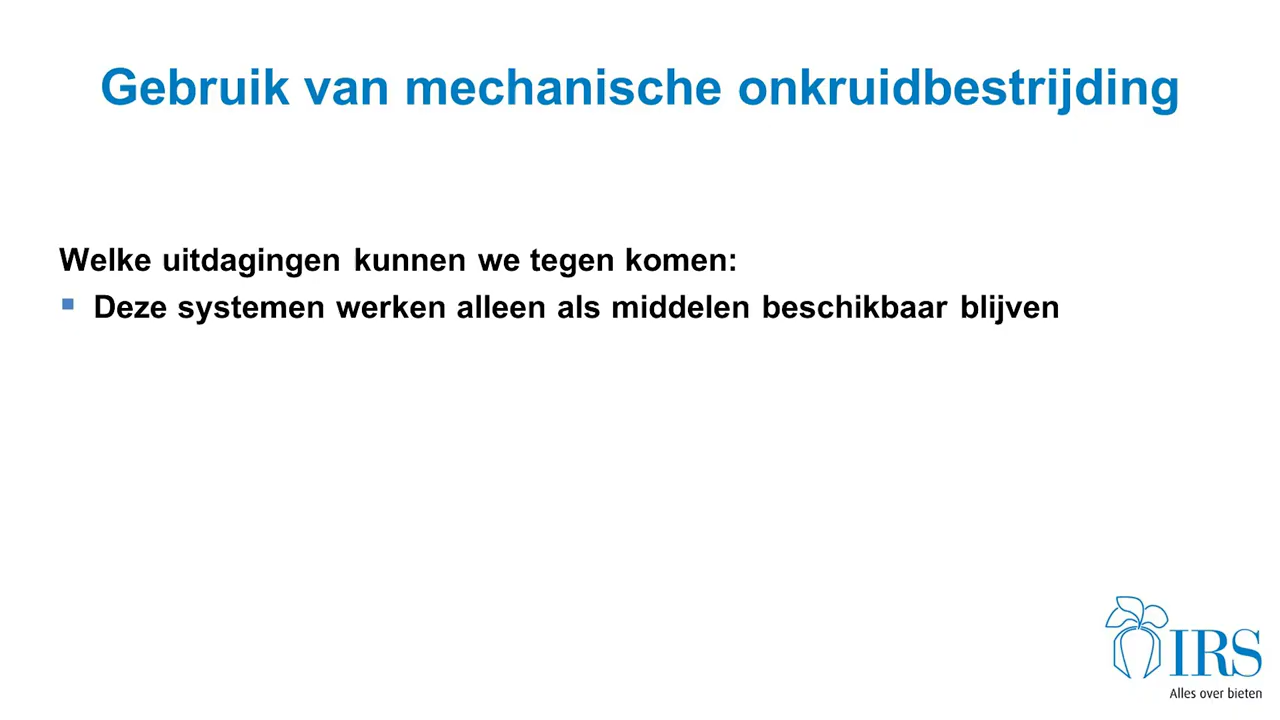 Gebruik van mechanische onkruidbestrijding
Welke uitdagingen kunnen we tegen komen:
▪ Deze systemen werken alleen als middelen beschikbaar blijven
IRS
Alles over bieten